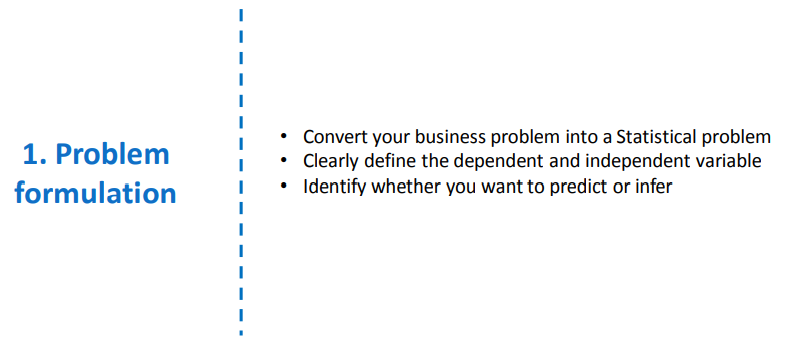 1. Problem
formulation
• Convert your business problem into a Statistical problem
• Clearly define the dependent and independent variable
• Identify whether you want to predict or infer